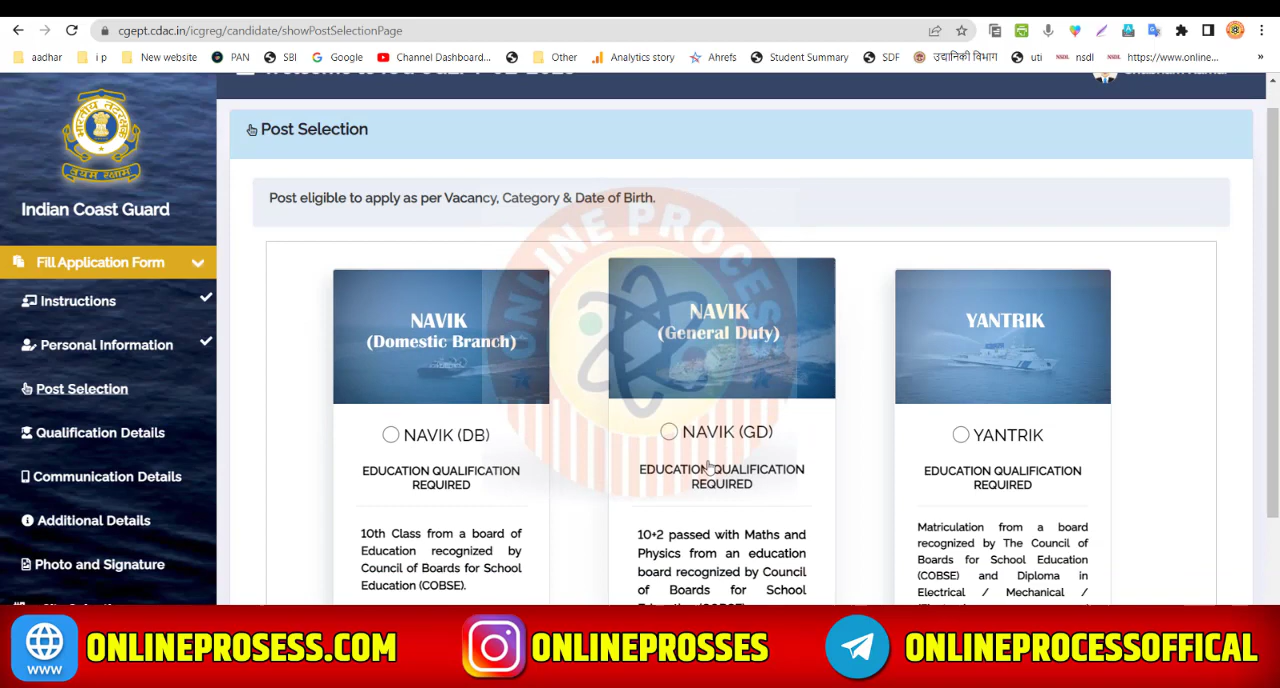 cgept.cdac.in/icgreg/candidate/showPostSelectionPage
aadhar
i p
New website
PAN
SBI
Google
Channel Dashboard...
Other
Analytics story
Ahrefs
Student Summary
SDF
उद्यानिकी विभाग
uti
NSDL nsdl
NSDL https://www.online...
»
Indian Coast Guard
Fill Application Form
Instructions
Personal Information
Post Selection
Qualification Details
Communication Details
Additional Details
Photo and Signature
Post Selection
Post eligible to apply as per Vacancy, Category & Date of Birth.
ONLINE PROCESS
NAVIK
(Domestic Branch)
NAVIK (DB)
EDUCATION QUALIFICATION
REQUIRED
10th Class from a board of
Education recognized by
Council of Boards for School
Education (COBSE).
NAVIK
(General Duty)
NAVIK (GD)
EDUCATION QUALIFICATION
REQUIRED
10+2 passed with Maths and
Physics from an education
board recognized by Council
of Boards for School
YANTRIK
YANTRIK
EDUCATION QUALIFICATION
REQUIRED
Matriculation from a board
recognized by The Council of
Boards for School Education
(COBSE) and Diploma in
Electrical / Mechanical /
WWW
ONLINEPROSESS.COM
ONLINEPROSSES
ONLINEPROCESSOFFICAL